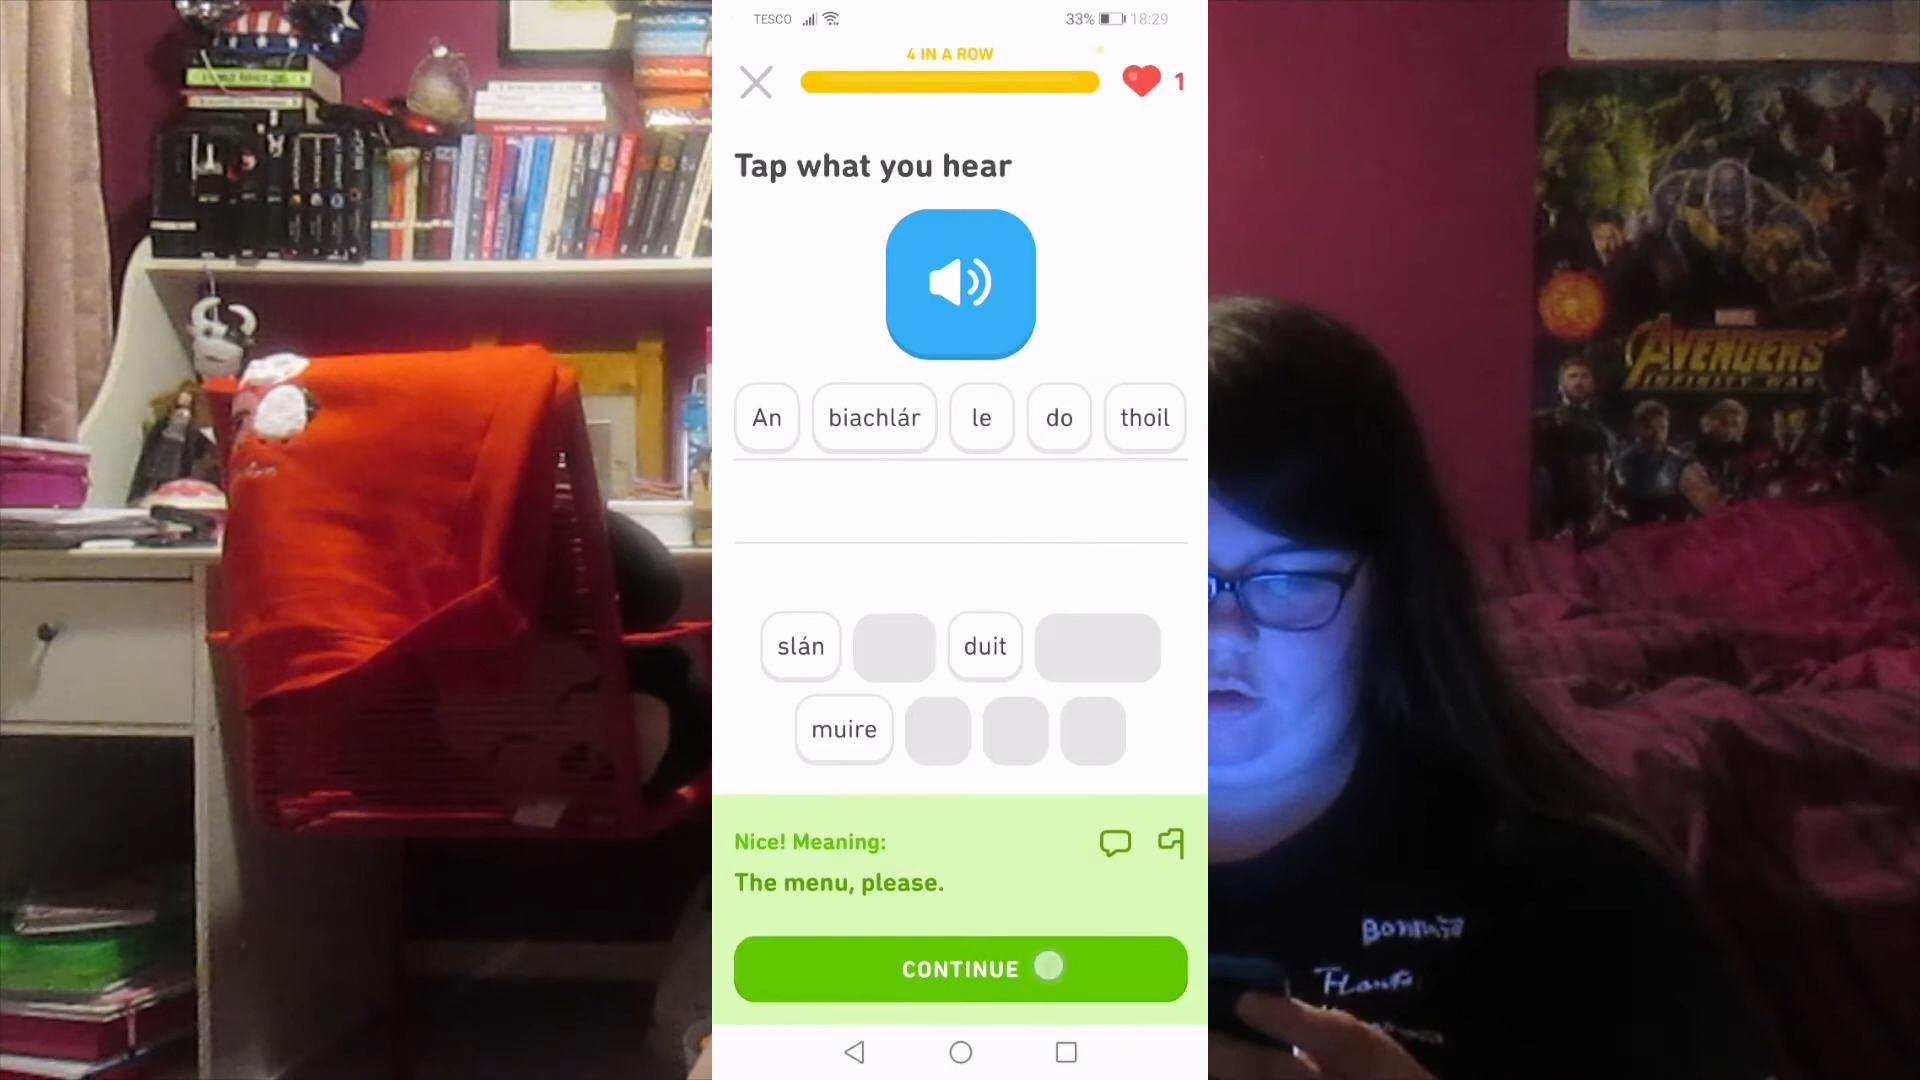 TESCO 33% 18:29
4 IN A ROW
1
Tap what you hear
An biachlár le do thoil
slán duit
muire
Nice! Meaning:
The menu, please.
CONTINUE
MARVEL
AVENGERS
INFINITY WAR